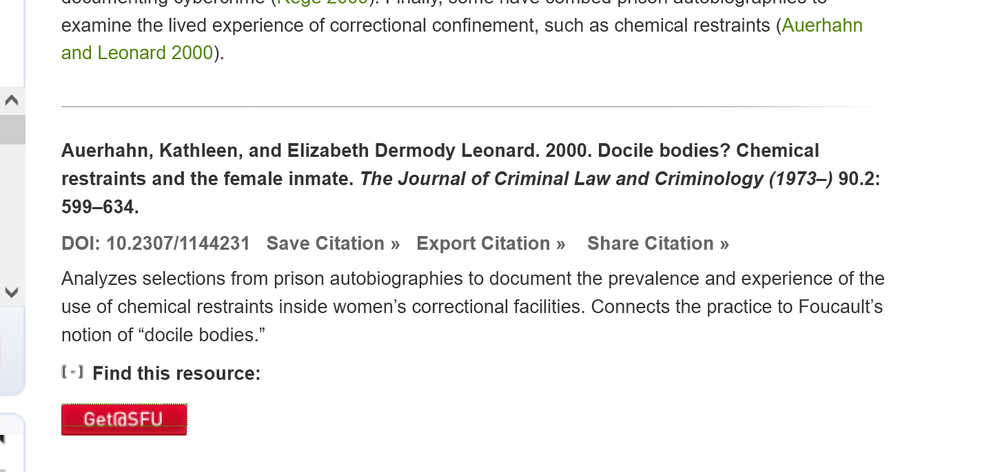 documenting cybercrime (Rege 2009). Finally, some have combed prison autobiographies to
examine the lived experience of correctional confinement, such as chemical restraints (Auerhahn
and Leonard 2000).
Auerhahn, Kathleen, and Elizabeth Dermody Leonard. 2000. Docile bodies? Chemical
restraints and the female inmate. The Journal of Criminal Law and Criminology (1973–) 90.2:
599–634.
DOI: 10.2307/1144231 Save Citation » Export Citation » Share Citation »
Analyzes selections from prison autobiographies to document the prevalence and experience of the
use of chemical restraints inside women’s correctional facilities. Connects the practice to Foucault’s
notion of “docile bodies.”
[-] Find this resource:
Get@SFU